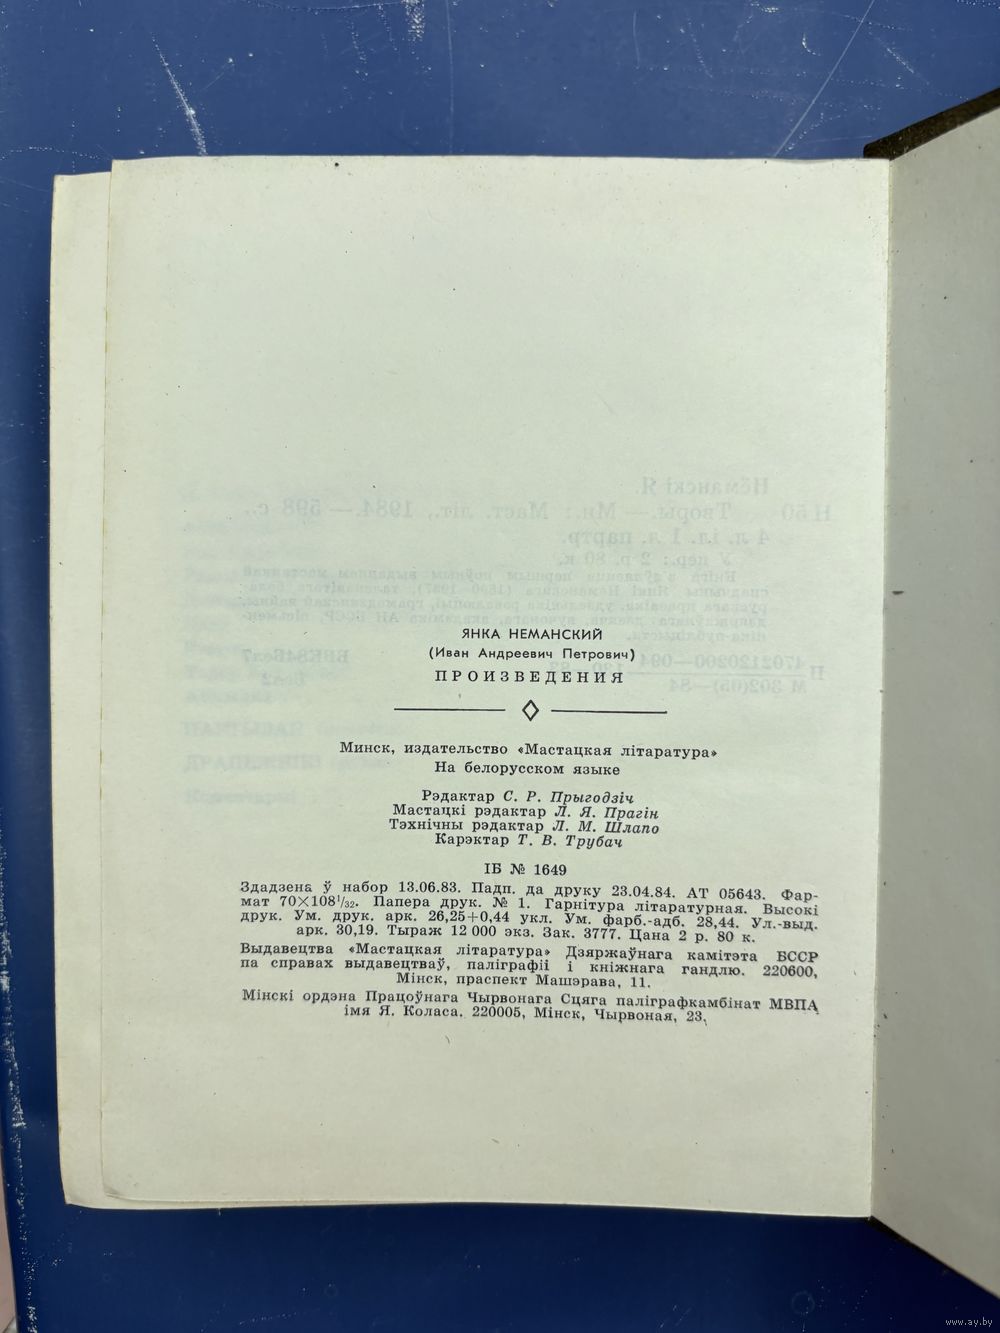 ЯНКА НЕМАНСКИЙ
(Иван Андреевич Петрович)
ПРОИЗВЕДЕНИЯ
Минск, издательство «Мастацкая літаратура»
На белорусском языке
Рэдактар С. Р. Прыгодзіч
Мастацкі рэдактар Л. Я. Прагін
Тэхнічны рэдактар Л. М. Шлапо
Карэктар Т. В. Трубач
ІБ № 1649
Здадзена ў набор 13.06.83. Падп. да друку 23.04.84. АТ 05643. Фар-
мат 70×108¹/₃₂. Папера друк. № 1. Гарнітура літаратурная. Высокі
друк. Ум. друк. арк. 26,25+0,44 укл. Ум. фарб.-адб. 28,44. Ул.-выд.
арк. 30,19. Тыраж 12 000 экз. Зак. 3777. Цана 2 р. 80 к.
Выдавецтва «Мастацкая літаратура» Дзяржаўнага камітэта БССР
па справах выдавецтваў, паліграфіі і кніжнага гандлю. 220600,
Мінск, праспект Машэрава, 11.
Мінскі ордэна Працоўнага Чырвонага Сцяга паліграфкамбінат МВПА
імя Я. Коласа. 220005, Мінск, Чырвоная, 23.
www.ay.by